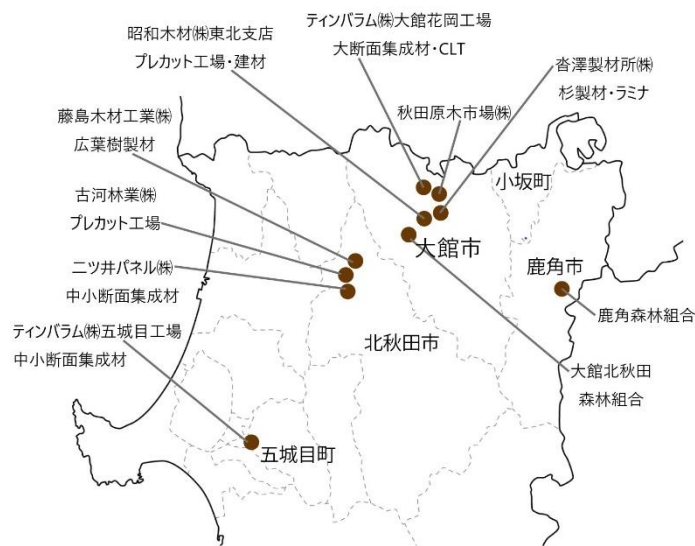 ティンバラム㈱大館花岡工場
大断面集成材・CLT
昭和木材㈱東北支店
プレカット工場・建材
沓澤製材所㈱
杉製材・ラミナ
秋田原木市場㈱
藤島木材工業㈱
広葉樹製材
小坂町
古河林業㈱
プレカット工場
大館市
鹿角市
二ツ井パネル㈱
中小断面集成材
鹿角森林組合
ティンバラム㈱五城目工場
中小断面集成材
北秋田市
大館北秋田
森林組合
五城目町